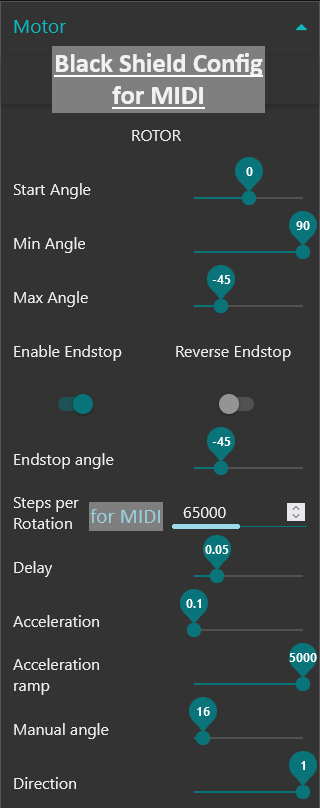 Motor
Black Shield Config
for MIDI
ROTOR
Start Angle 0
Min Angle 90
Max Angle -45
Enable Endstop Reverse Endstop
Endstop angle -45
Steps per
Rotation for MIDI 65000
Delay 0.05
Acceleration 0.1
Acceleration
ramp 5000
Manual angle 16
Direction 1